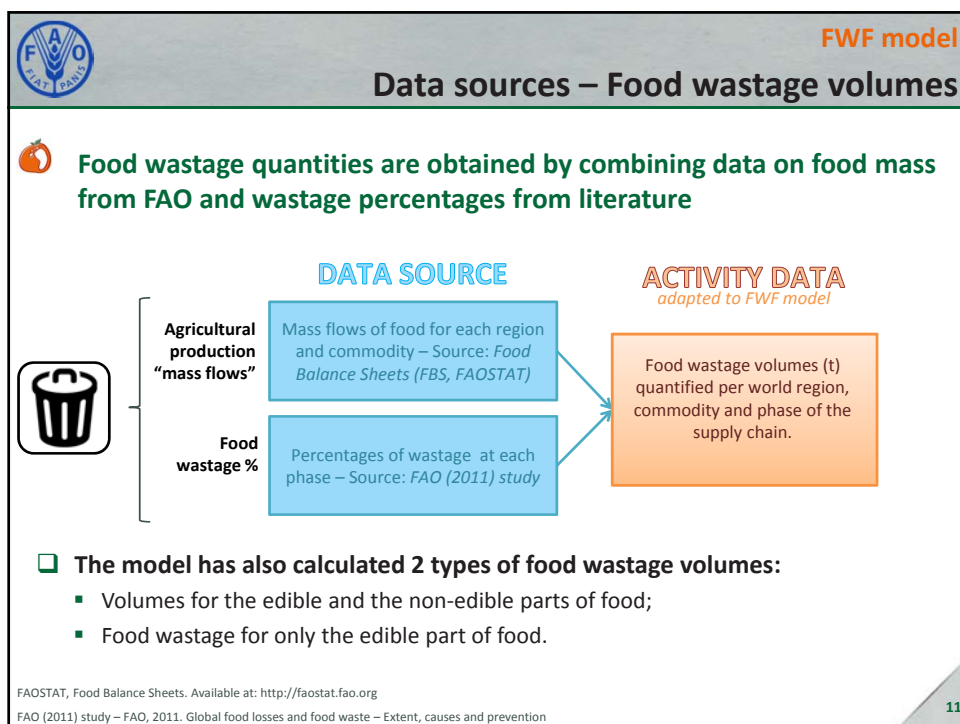 FAO
FIAT PANIS
FWF model
Data sources – Food wastage volumes
Food wastage quantities are obtained by combining data on food mass
from FAO and wastage percentages from literature
DATA SOURCE
ACTIVITY DATA
adapted to FWF model
Agricultural
production
“mass flows”
Mass flows of food for each region
and commodity – Source: Food
Balance Sheets (FBS, FAOSTAT)
Food wastage volumes (t)
quantified per world region,
commodity and phase of the
supply chain.
Food
wastage %
Percentages of wastage at each
phase – Source: FAO (2011) study
❑ The model has also calculated 2 types of food wastage volumes:
▪ Volumes for the edible and the non-edible parts of food;
▪ Food wastage for only the edible part of food.
FAOSTAT, Food Balance Sheets. Available at: http://faostat.fao.org
FAO (2011) study – FAO, 2011. Global food losses and food waste – Extent, causes and prevention
11